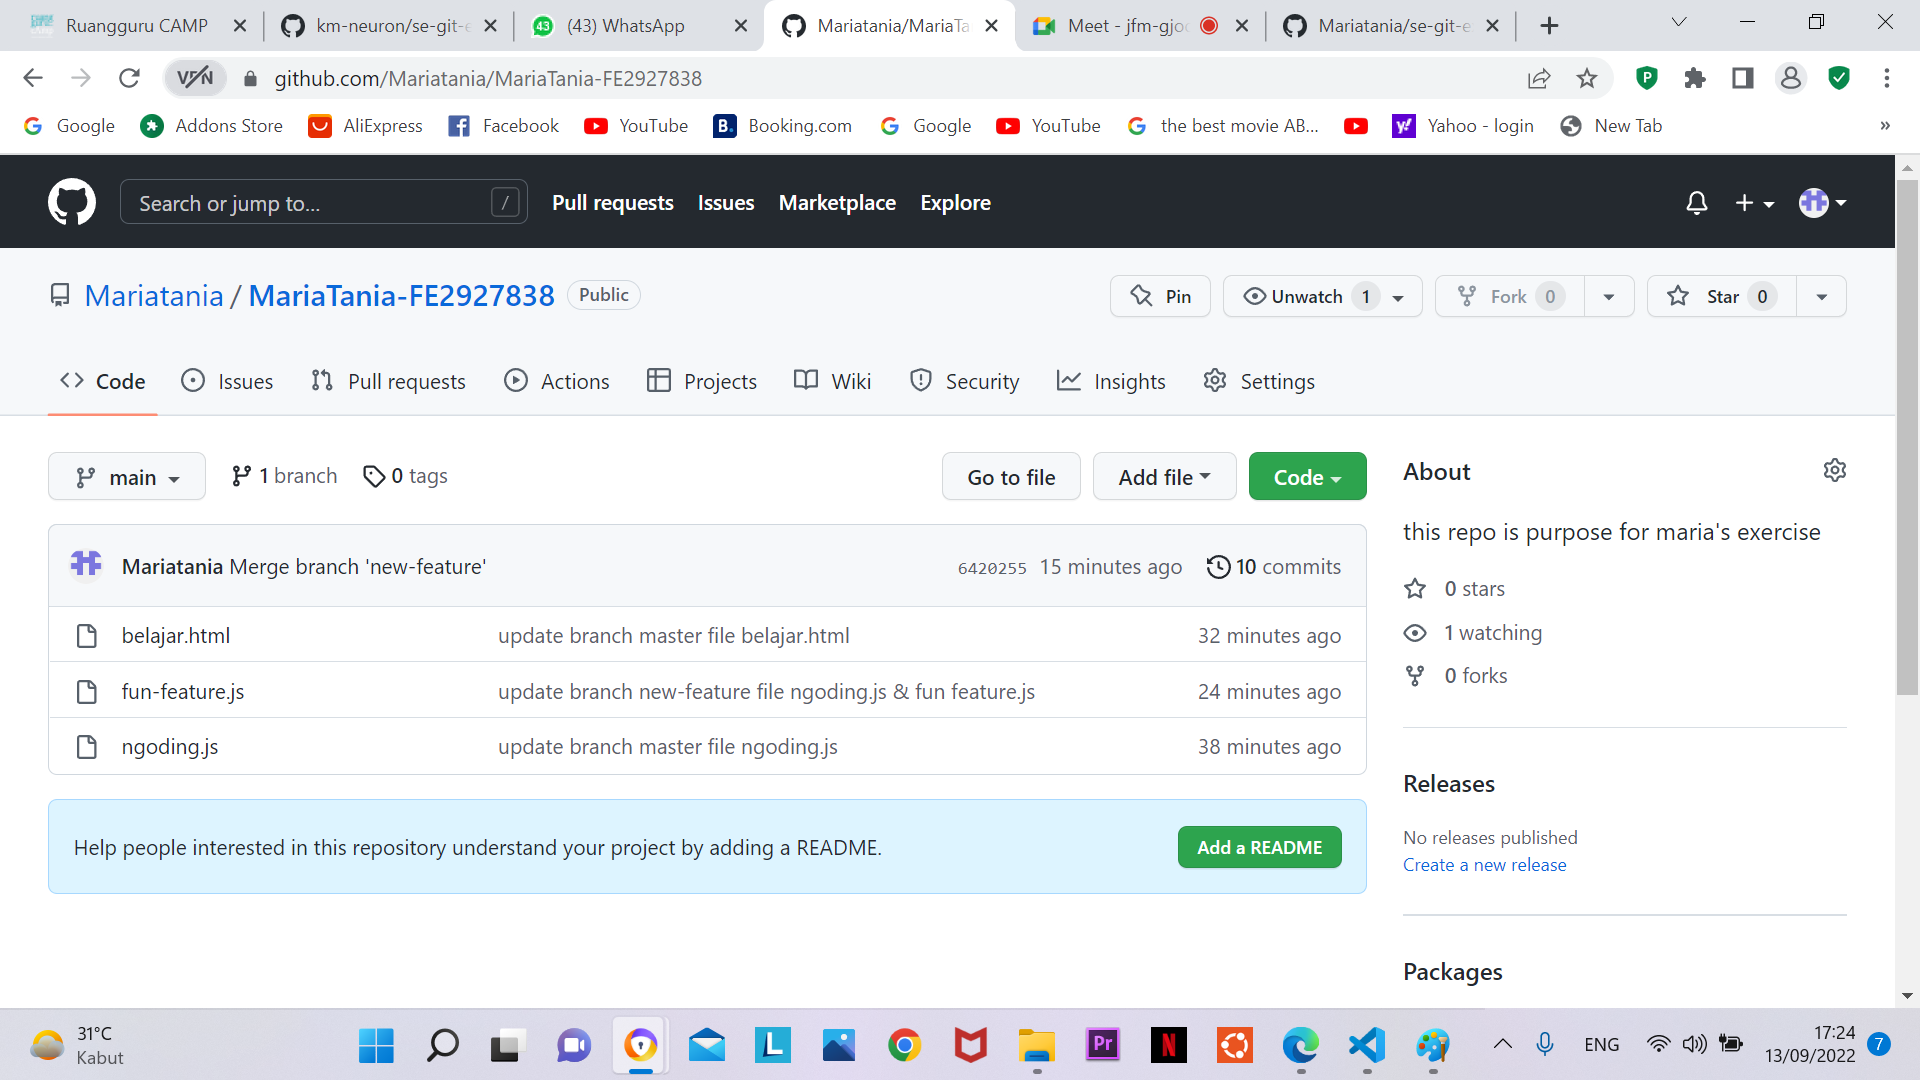 Ruangguru CAMP
km-neuron/se-git-e
43
(43) WhatsApp
Mariatania/MariaTa
Meet - jfm-gjoc
Mariatania/se-git-e
VPN
github.com/Mariatania/MariaTania-FE2927838
P
Google
Addons Store
AliExpress
Facebook
YouTube
B.
Booking.com
Google
YouTube
the best movie AB...
y!
Yahoo - login
New Tab
»
Search or jump to...
/
Pull requests
Issues
Marketplace
Explore
Mariatania / MariaTania-FE2927838
Public
Pin
Unwatch 1
Fork 0
Star 0
Code
Issues
Pull requests
Actions
Projects
Wiki
Security
Insights
Settings
main
1 branch
0 tags
Go to file
Add file
Code
Mariatania Merge branch 'new-feature'
6420255 15 minutes ago
10 commits
belajar.html
update branch master file belajar.html
32 minutes ago
fun-feature.js
update branch new-feature file ngoding.js & fun feature.js
24 minutes ago
ngoding.js
update branch master file ngoding.js
38 minutes ago
Help people interested in this repository understand your project by adding a README.
Add a README
About
this repo is purpose for maria's exercise
0 stars
1 watching
0 forks
Releases
No releases published
Create a new release
Packages
31°C
Kabut
L
Pr
N
ENG
17:24
13/09/2022
7